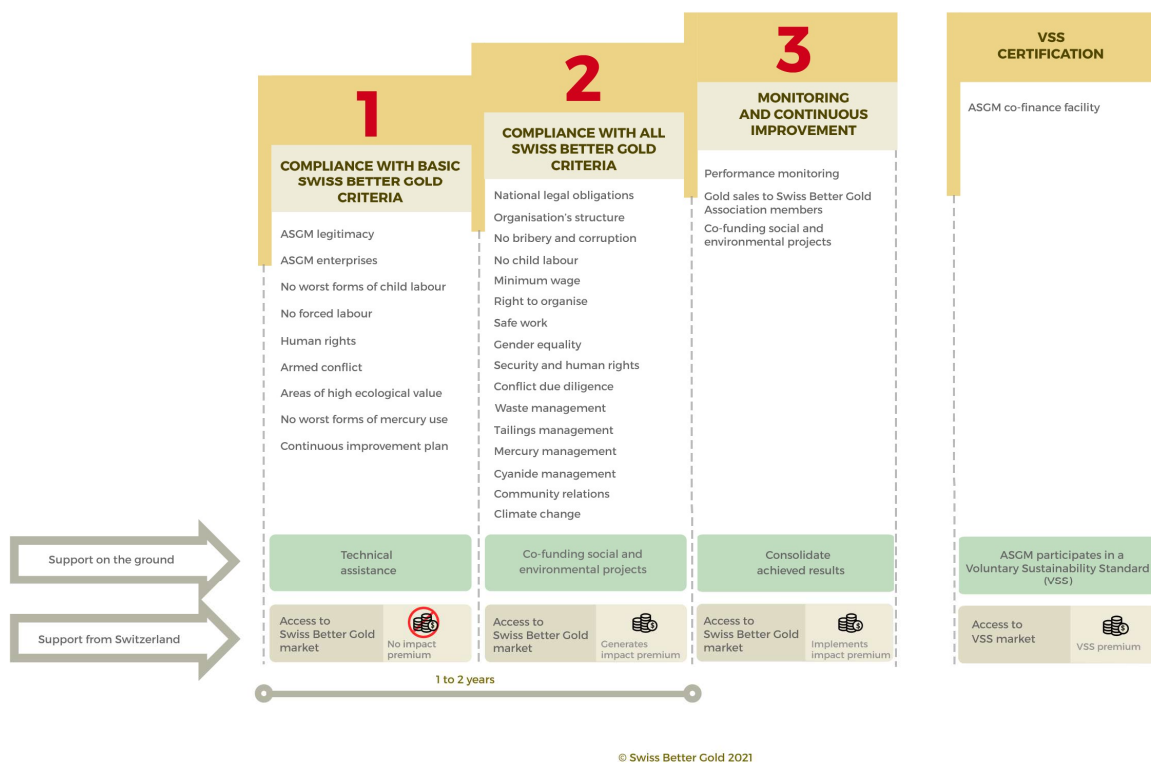 1
COMPLIANCE WITH BASIC
SWISS BETTER GOLD
CRITERIA
ASGM legitimacy
ASGM enterprises
No worst forms of child labour
No forced labour
Human rights
Armed conflict
Areas of high ecological value
No worst forms of mercury use
Continuous improvement plan
2
COMPLIANCE WITH ALL
SWISS BETTER GOLD
CRITERIA
National legal obligations
Organisation's structure
No bribery and corruption
No child labour
Minimum wage
Right to organise
Safe work
Gender equality
Security and human rights
Conflict due diligence
Waste management
Tailings management
Mercury management
Cyanide management
Community relations
Climate change
3
MONITORING
AND CONTINUOUS
IMPROVEMENT
Performance monitoring
Gold sales to Swiss Better Gold
Association members
Co-funding social and
environmental projects
VSS
CERTIFICATION
ASGM co-finance facility
Support on the ground
Technical
assistance
Co-funding social and
environmental projects
Consolidate
achieved results
ASGM participates in a
Voluntary Sustainability Standard
(VSS)
Support from Switzerland
Access to
Swiss Better Gold
market
No impact
premium
Access to
Swiss Better Gold
market
Generates
impact premium
Access to
Swiss Better Gold
market
Implements
impact premium
Access to
VSS market
VSS premium
1 to 2 years
© Swiss Better Gold 2021